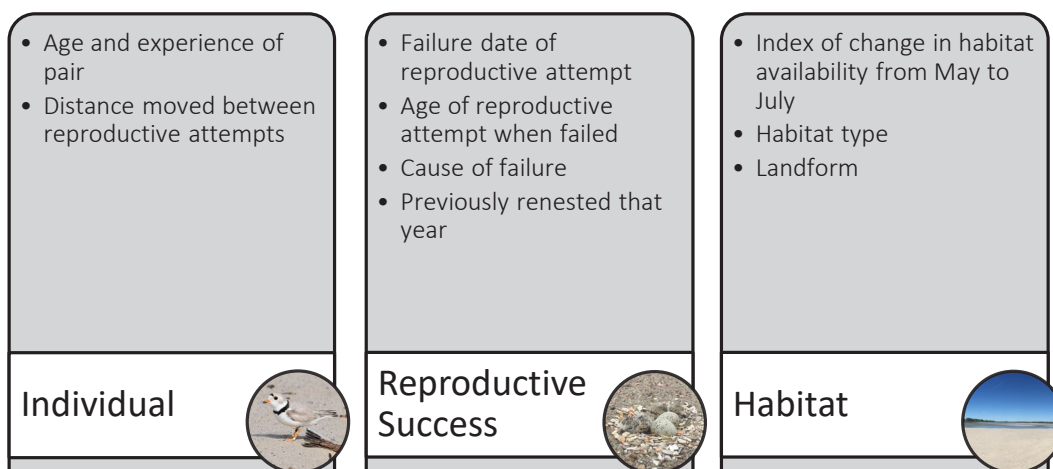 • Age and experience of
pair
• Distance moved between
reproductive attempts
Individual
• Failure date of
reproductive attempt
• Age of reproductive
attempt when failed
• Cause of failure
• Previously renested that
year
Reproductive
Success
• Index of change in habitat
availability from May to
July
• Habitat type
• Landform
Habitat